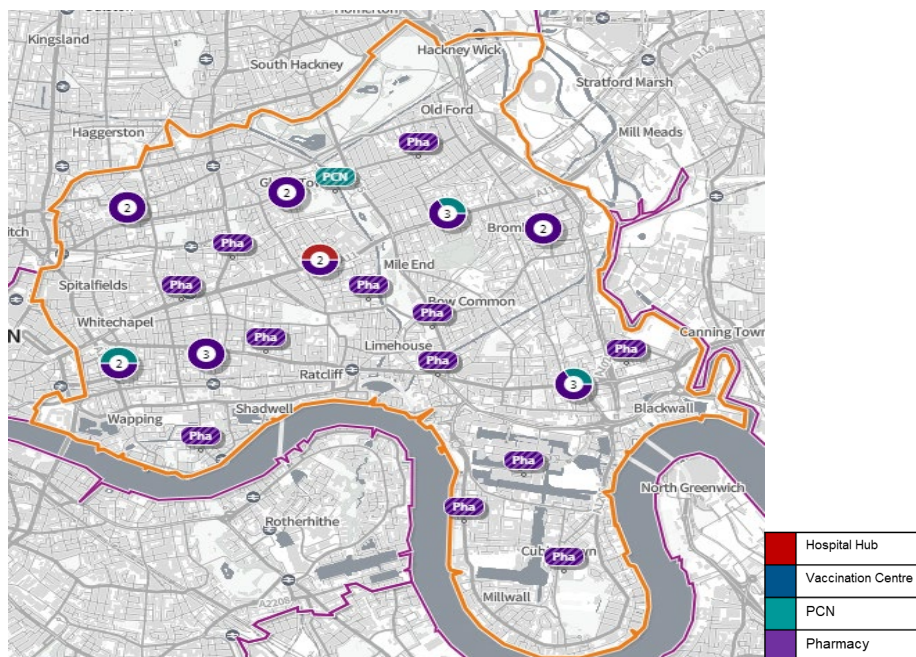 Homerton
Kingsland
Hackney Wick
South Hackney
Stratford Marsh
A118
Old Ford
Haggerston
Mill Meads
Pha
PCN
2
2
3
2
Pha
2
Mile End
Spitalfields
Pha
Pha
Bow Common
Pha
Whitechapel
Canning Town
N
Pha
Limehouse
Pha
Pha
2
3
Ratcliff
3
Shadwell
Blackwall
Wapping
Pha
Pha
North Greenwich
Pha
Rotherhithe
Pha
Millwall
Hospital Hub
Vaccination Centre
PCN
Pharmacy